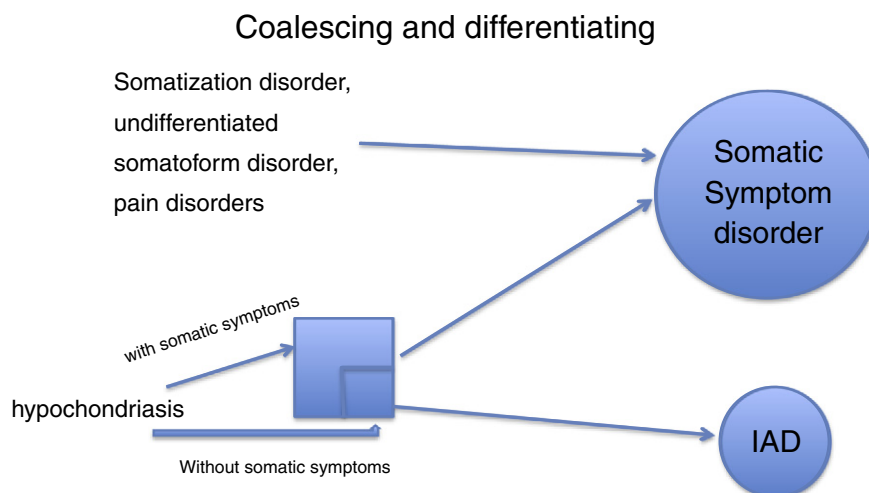 Coalescing and differentiating
Somatization disorder,
undifferentiated
somatoform disorder,
pain disorders
Somatic
Symptom
disorder
with somatic symptoms
hypochondriasis
Without somatic symptoms
IAD